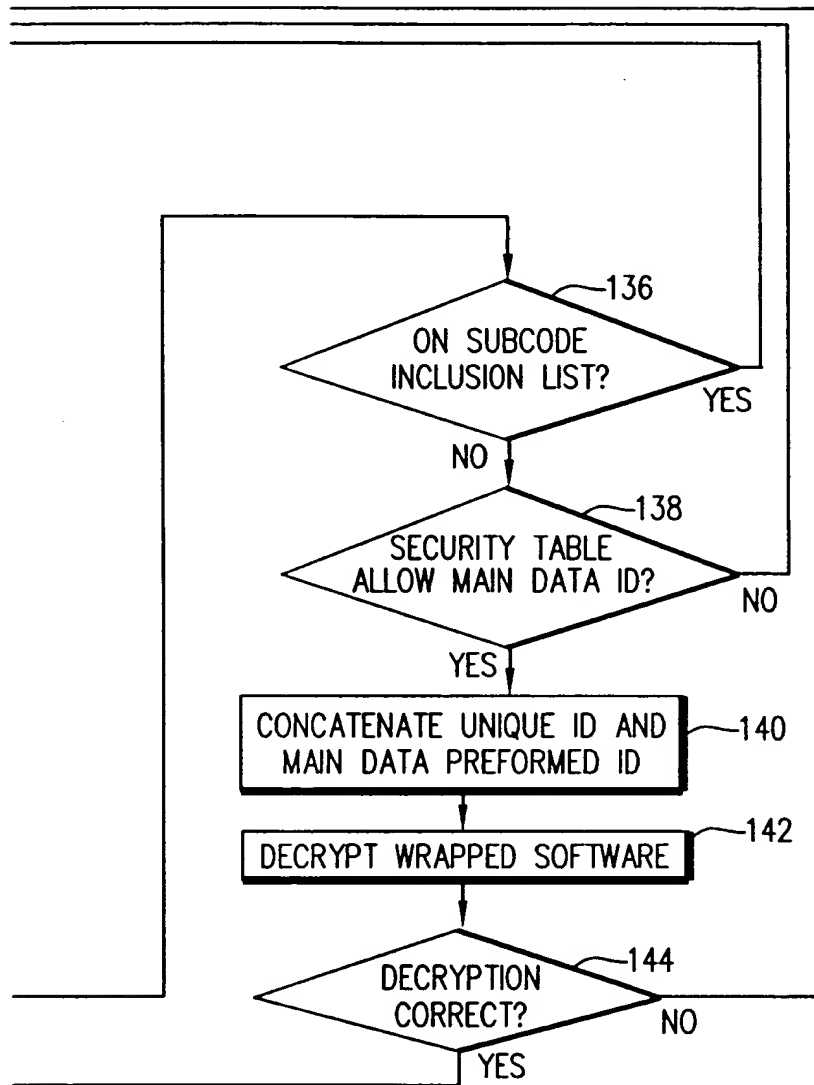 136
ON SUBCODE
INCLUSION LIST?
YES
NO
138
SECURITY TABLE
ALLOW MAIN DATA ID?
NO
YES
CONCATENATE UNIQUE ID AND
MAIN DATA PREFORMED ID
140
142
DECRYPT WRAPPED SOFTWARE
144
DECRYPTION
CORRECT?
NO
YES